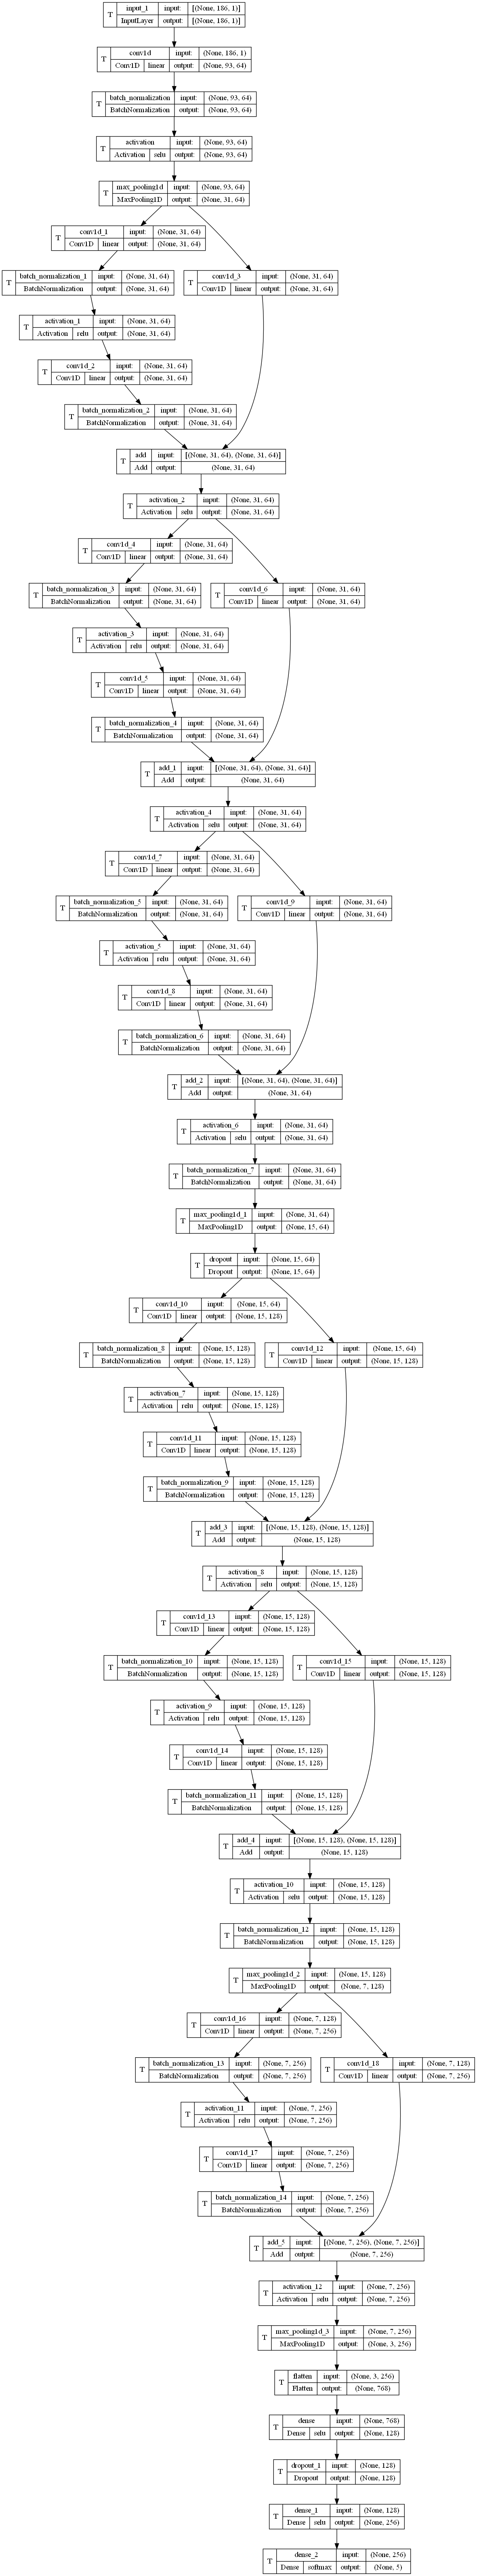 T input_1 input: [(None, 186, 1)]
InputLayer output: [(None, 186, 1)]
T conv1d input: (None, 186, 1)
Conv1D linear output: (None, 93, 64)
T batch_normalization input: (None, 93, 64)
BatchNormalization output: (None, 93, 64)
T activation input: (None, 93, 64)
Activation selu output: (None, 93, 64)
T max_pooling1d input: (None, 93, 64)
MaxPooling1D output: (None, 31, 64)
T conv1d_1 input: (None, 31, 64)
Conv1D linear output: (None, 31, 64)
T batch_normalization_1 input: (None, 31, 64)
BatchNormalization output: (None, 31, 64)
T conv1d_3 input: (None, 31, 64)
Conv1D linear output: (None, 31, 64)
T activation_1 input: (None, 31, 64)
Activation relu output: (None, 31, 64)
T conv1d_2 input: (None, 31, 64)
Conv1D linear output: (None, 31, 64)
T batch_normalization_2 input: (None, 31, 64)
BatchNormalization output: (None, 31, 64)
T add input: [(None, 31, 64), (None, 31, 64)]
Add output: (None, 31, 64)
T activation_2 input: (None, 31, 64)
Activation selu output: (None, 31, 64)
T conv1d_4 input: (None, 31, 64)
Conv1D linear output: (None, 31, 64)
T batch_normalization_3 input: (None, 31, 64)
BatchNormalization output: (None, 31, 64)
T conv1d_6 input: (None, 31, 64)
Conv1D linear output: (None, 31, 64)
T activation_3 input: (None, 31, 64)
Activation relu output: (None, 31, 64)
T conv1d_5 input: (None, 31, 64)
Conv1D linear output: (None, 31, 64)
T batch_normalization_4 input: (None, 31, 64)
BatchNormalization output: (None, 31, 64)
T add_1 input: [(None, 31, 64), (None, 31, 64)]
Add output: (None, 31, 64)
T activation_4 input: (None, 31, 64)
Activation selu output: (None, 31, 64)
T conv1d_7 input: (None, 31, 64)
Conv1D linear output: (None, 31, 64)
T batch_normalization_5 input: (None, 31, 64)
BatchNormalization output: (None, 31, 64)
T conv1d_9 input: (None, 31, 64)
Conv1D linear output: (None, 31, 64)
T activation_5 input: (None, 31, 64)
Activation relu output: (None, 31, 64)
T conv1d_8 input: (None, 31, 64)
Conv1D linear output: (None, 31, 64)
T batch_normalization_6 input: (None, 31, 64)
BatchNormalization output: (None, 31, 64)
T add_2 input: [(None, 31, 64), (None, 31, 64)]
Add output: (None, 31, 64)
T activation_6 input: (None, 31, 64)
Activation selu output: (None, 31, 64)
T batch_normalization_7 input: (None, 31, 64)
BatchNormalization output: (None, 31, 64)
T max_pooling1d_1 input: (None, 31, 64)
MaxPooling1D output: (None, 15, 64)
T dropout input: (None, 15, 64)
Dropout output: (None, 15, 64)
T conv1d_10 input: (None, 15, 64)
Conv1D linear output: (None, 15, 128)
T batch_normalization_8 input: (None, 15, 128)
BatchNormalization output: (None, 15, 128)
T conv1d_12 input: (None, 15, 64)
Conv1D linear output: (None, 15, 128)
T activation_7 input: (None, 15, 128)
Activation relu output: (None, 15, 128)
T conv1d_11 input: (None, 15, 128)
Conv1D linear output: (None, 15, 128)
T batch_normalization_9 input: (None, 15, 128)
BatchNormalization output: (None, 15, 128)
T add_3 input: [(None, 15, 128), (None, 15, 128)]
Add output: (None, 15, 128)
T activation_8 input: (None, 15, 128)
Activation selu output: (None, 15, 128)
T conv1d_13 input: (None, 15, 128)
Conv1D linear output: (None, 15, 128)
T batch_normalization_10 input: (None, 15, 128)
BatchNormalization output: (None, 15, 128)
T conv1d_15 input: (None, 15, 128)
Conv1D linear output: (None, 15, 128)
T activation_9 input: (None, 15, 128)
Activation relu output: (None, 15, 128)
T conv1d_14 input: (None, 15, 128)
Conv1D linear output: (None, 15, 128)
T batch_normalization_11 input: (None, 15, 128)
BatchNormalization output: (None, 15, 128)
T add_4 input: [(None, 15, 128), (None, 15, 128)]
Add output: (None, 15, 128)
T activation_10 input: (None, 15, 128)
Activation selu output: (None, 15, 128)
T batch_normalization_12 input: (None, 15, 128)
BatchNormalization output: (None, 15, 128)
T max_pooling1d_2 input: (None, 15, 128)
MaxPooling1D output: (None, 7, 128)
T conv1d_16 input: (None, 7, 128)
Conv1D linear output: (None, 7, 256)
T batch_normalization_13 input: (None, 7, 256)
BatchNormalization output: (None, 7, 256)
T conv1d_18 input: (None, 7, 128)
Conv1D linear output: (None, 7, 256)
T activation_11 input: (None, 7, 256)
Activation relu output: (None, 7, 256)
T conv1d_17 input: (None, 7, 256)
Conv1D linear output: (None, 7, 256)
T batch_normalization_14 input: (None, 7, 256)
BatchNormalization output: (None, 7, 256)
T add_5 input: [(None, 7, 256), (None, 7, 256)]
Add output: (None, 7, 256)
T activation_12 input: (None, 7, 256)
Activation selu output: (None, 7, 256)
T max_pooling1d_3 input: (None, 7, 256)
MaxPooling1D output: (None, 3, 256)
T flatten input: (None, 3, 256)
Flatten output: (None, 768)
T dense input: (None, 768)
Dense selu output: (None, 128)
T dropout_1 input: (None, 128)
Dropout output: (None, 128)
T dense_1 input: (None, 128)
Dense selu output: (None, 256)
T dense_2 input: (None, 256)
Dense softmax output: (None, 5)